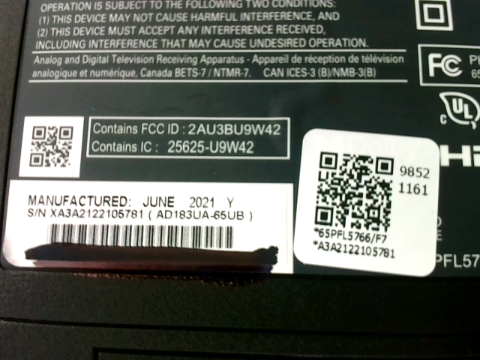 OPERATION IS SUBJECT TO THE FOLLOWING TWO CONDITIONS:
(1) THIS DEVICE MAY NOT CAUSE HARMFUL INTERFERENCE, AND
(2) THIS DEVICE MUST ACCEPT ANY INTERFERENCE RECEIVED,
INCLUDING INTERFERENCE THAT MAY CAUSE UNDESIRED OPERATION.
Analog and Digital Television Receiving Apparatus - Appareil de réception de télévision
analogique et numérique, Canada BETS-7 / NTMR-7. CAN ICES-3 (B)/NMB-3(B)
FC
c UL
Contains FCC ID : 2AU3BU9W42
Contains IC : 25625-U9W42
MANUFACTURED: JUNE 2021 Y
S/N XA3A2122105781 ( AD183UA-65UB )
9852
1161
*65PFL5766/F7
*A3A2122105781